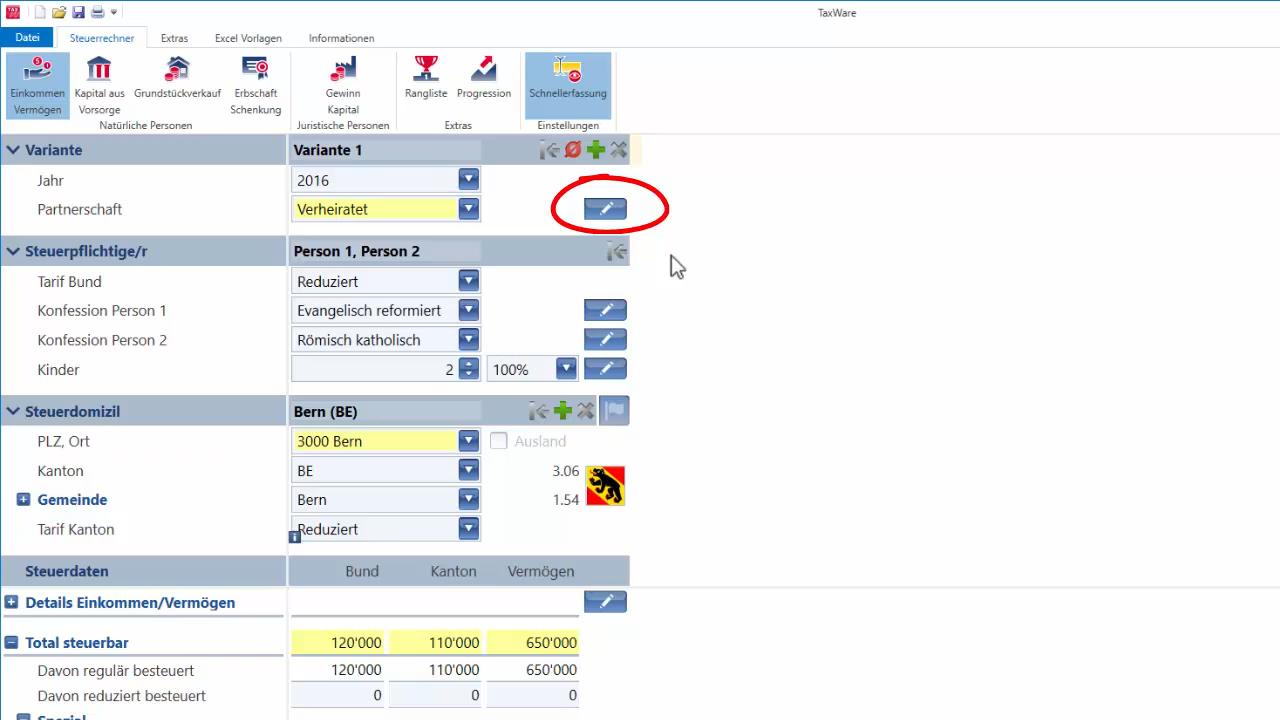 TAX
TaxWare
Datei Steuerrechner Extras Excel Vorlagen Informationen
Einkommen Vermögen
Kapital aus Vorsorge
Grundstückverkauf
Erbschaft Schenkung
Natürliche Personen
Gewinn Kapital
Juristische Personen
Rangliste Progression
Extras
Schnellerfassung
Einstellungen
Variante Variante 1
Jahr 2016
Partnerschaft Verheiratet
Steuerpflichtige/r Person 1, Person 2
Tarif Bund Reduziert
Konfession Person 1 Evangelisch reformiert
Konfession Person 2 Römisch katholisch
Kinder 2 100%
Steuerdomizil Bern (BE)
PLZ, Ort 3000 Bern Ausland
Kanton BE 3.06
Gemeinde Bern 1.54
Tarif Kanton Reduziert
Steuerdaten Bund Kanton Vermögen
Details Einkommen/Vermögen
Total steuerbar 120'000 110'000 650'000
Davon regulär besteuert 120'000 110'000 650'000
Davon reduziert besteuert 0 0 0
Spezial